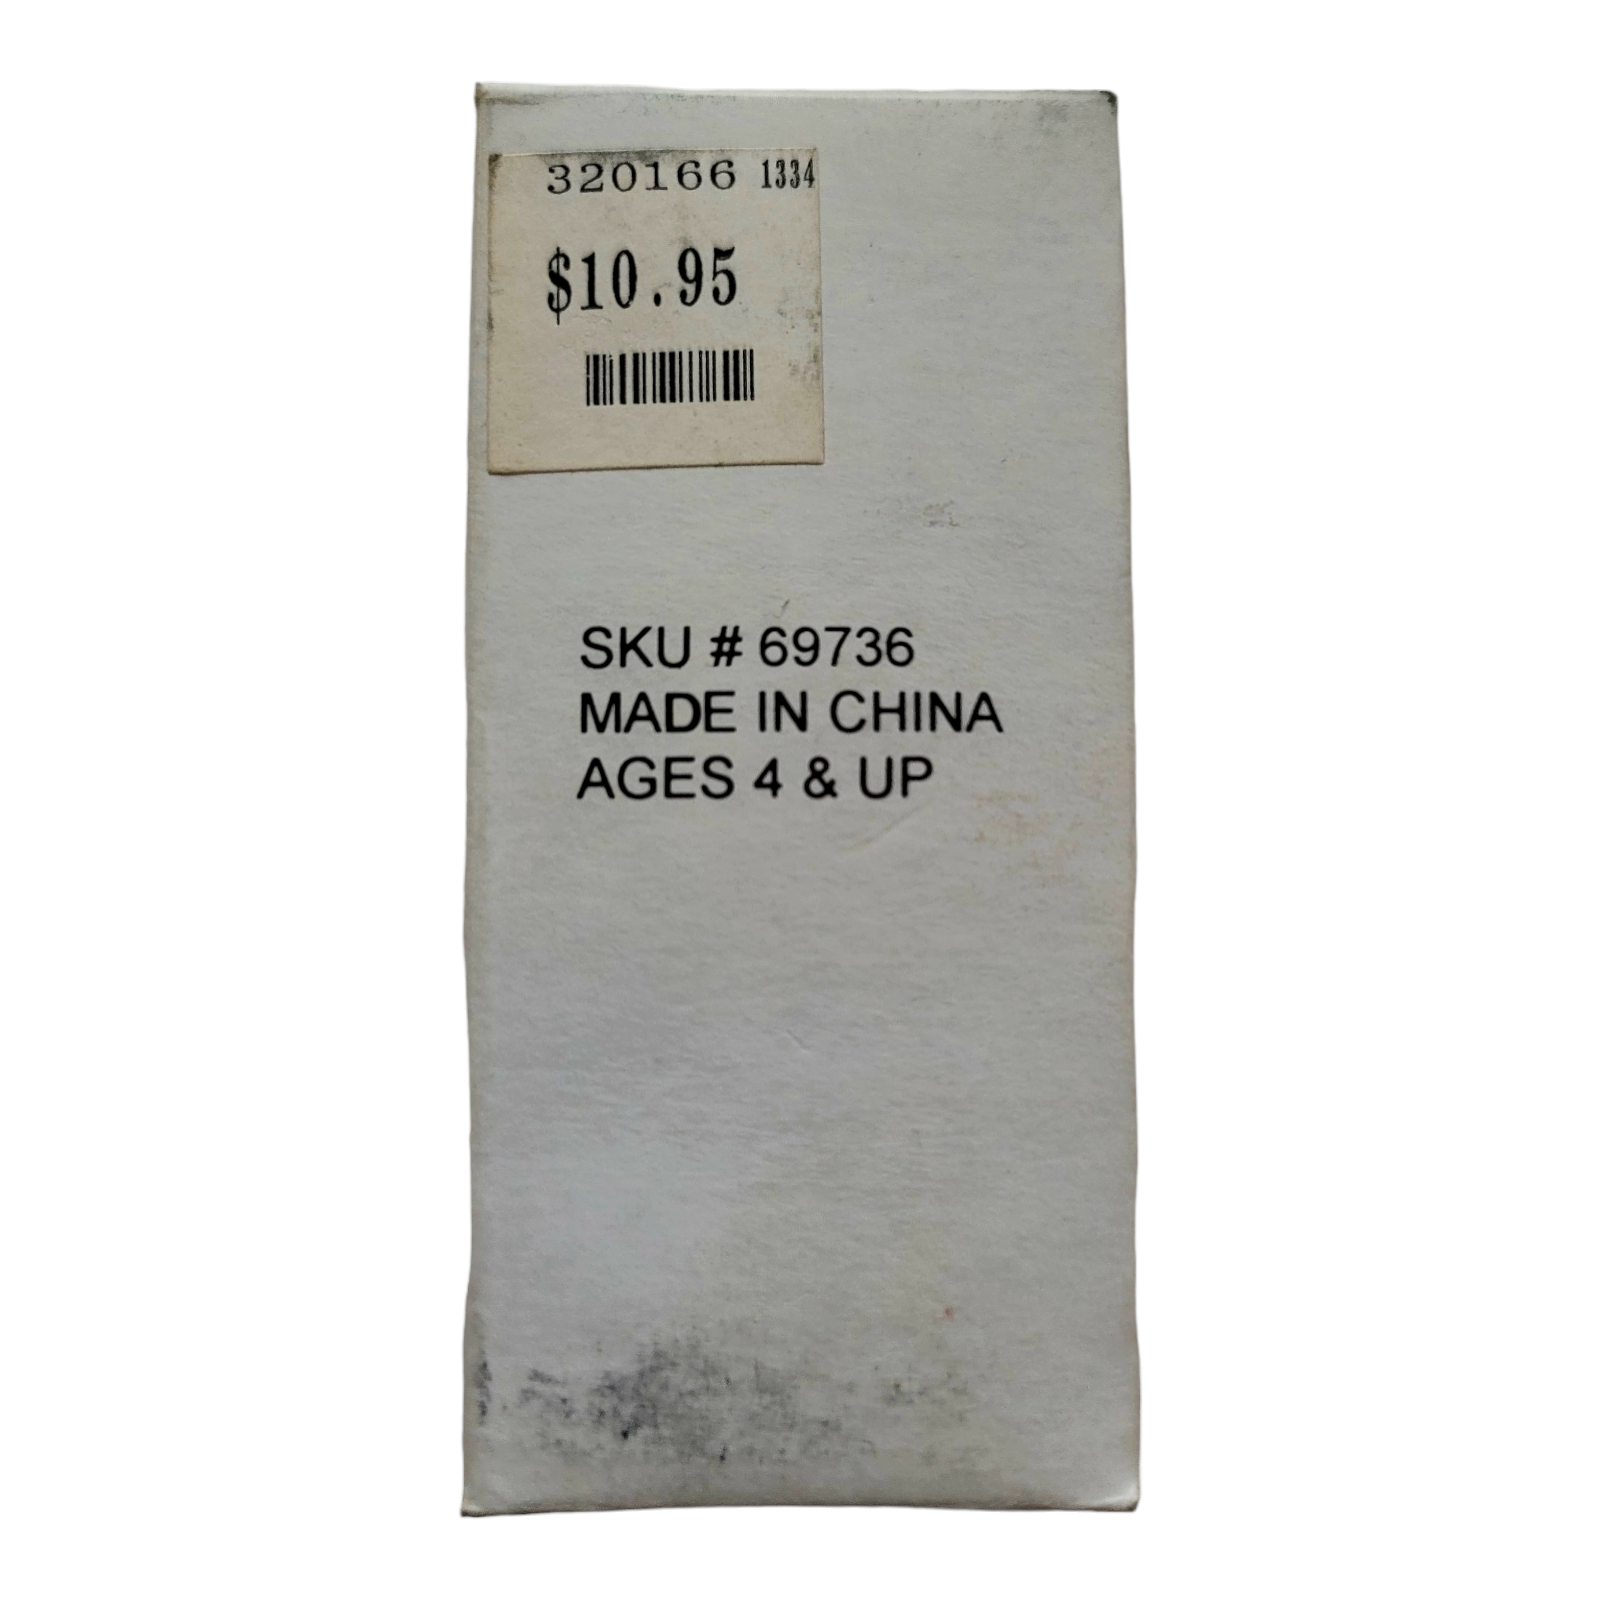 320166 1334
$10.95
SKU # 69736
MADE IN CHINA
AGES 4 & UP